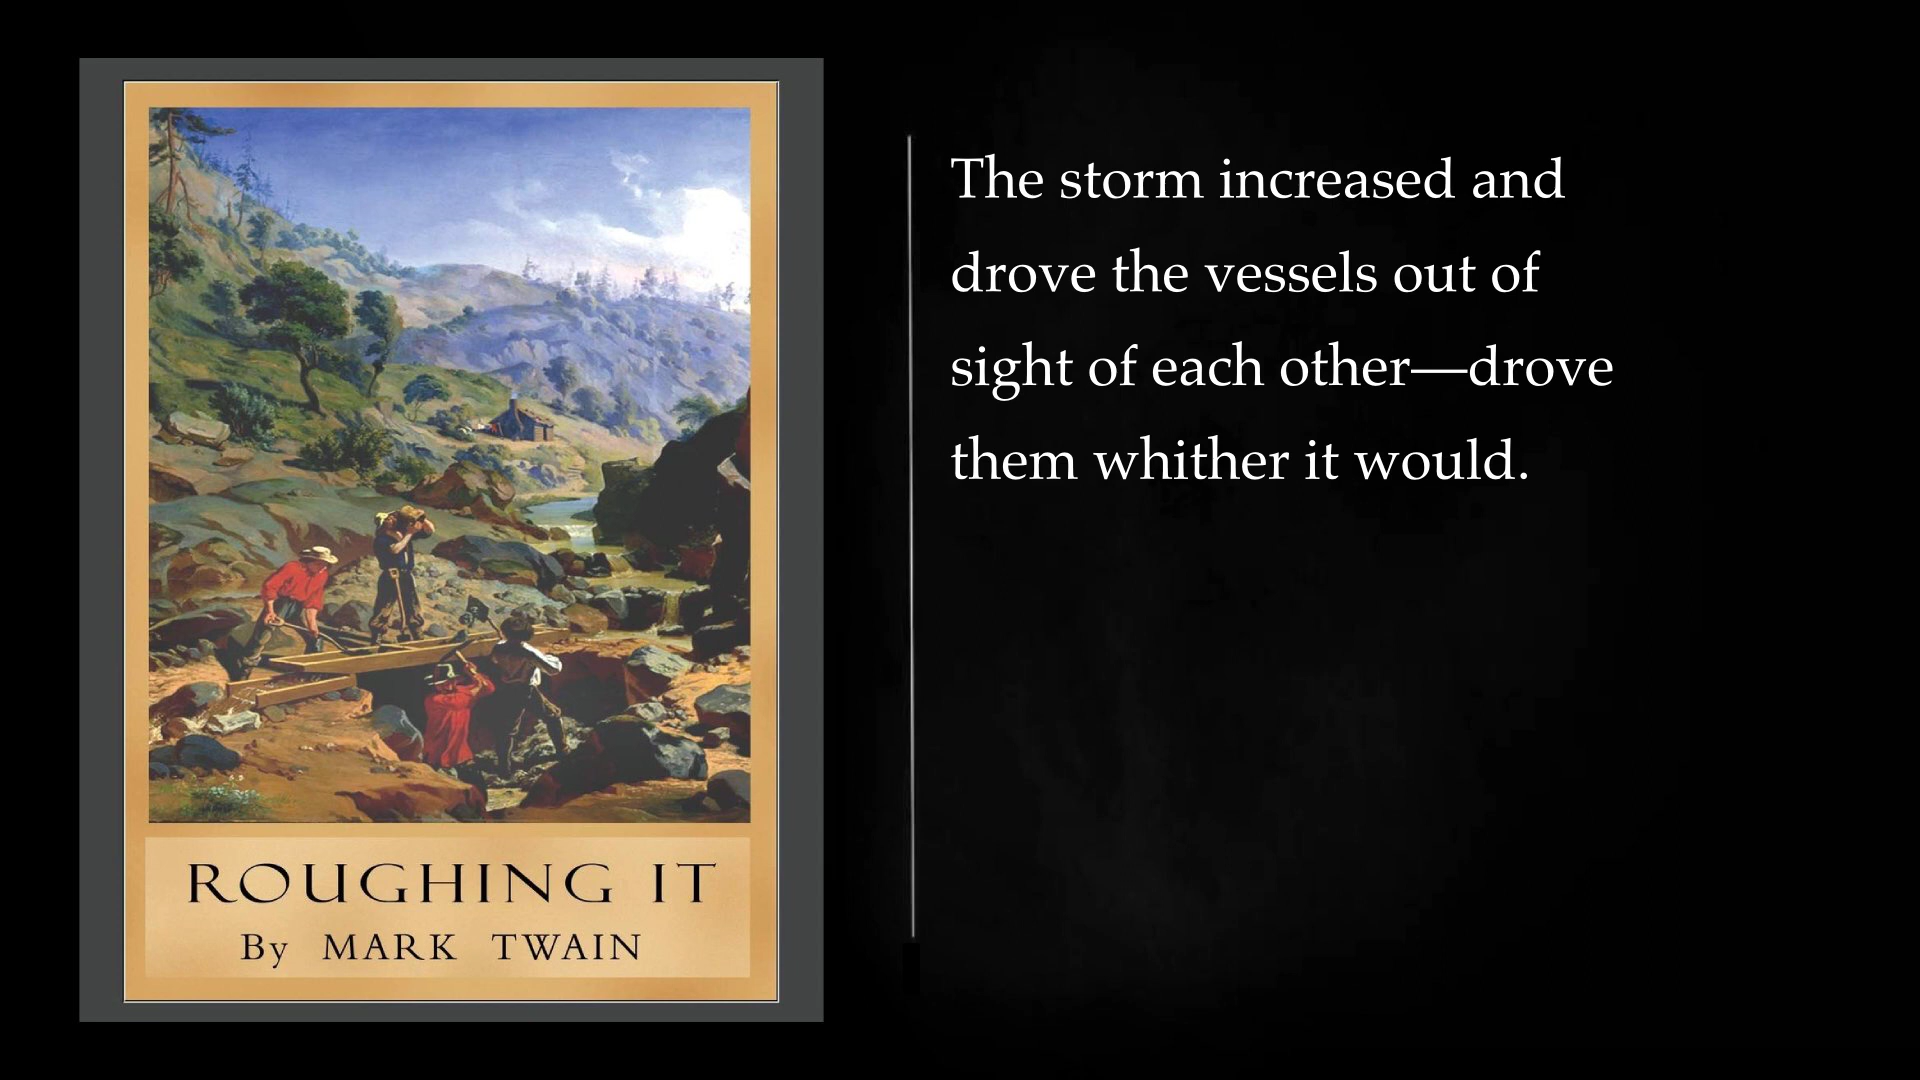 The storm increased and
drove the vessels out of
sight of each other—drove
them whither it would.
ROUGHING IT
By MARK TWAIN